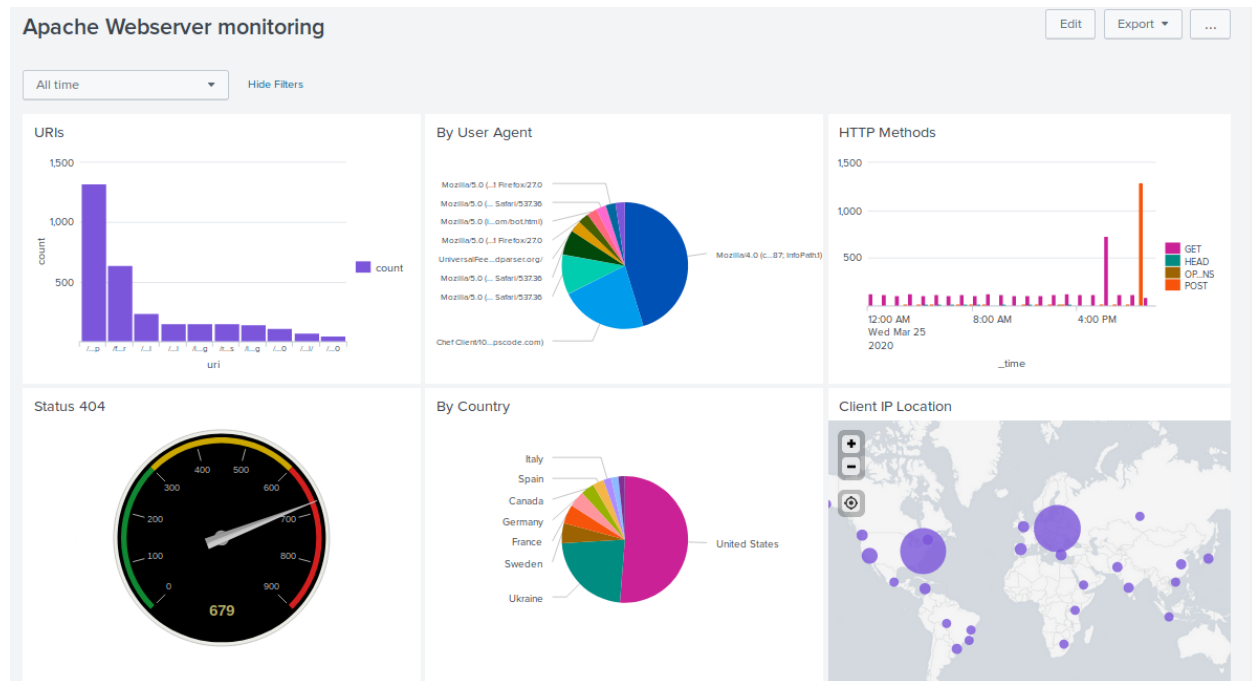 Apache Webserver monitoring
Edit
Export
...
All time
Hide Filters
URIs
1,500
1,000
500
count
/...p
/f...r
/...l
/...l
/i...g
/r...s
/i...g
/...0
/...l/
/...0
uri
count
By User Agent
Mozilla/5.0 (...1 Firefox/27.0
Mozilla/5.0 (... Safari/537.36
Mozilla/5.0 (i...om/bot.html)
Mozilla/5.0 (...1 Firefox/27.0
UniversalFee...dparser.org/
Mozilla/5.0 (... Safari/537.36
Mozilla/5.0 (... Safari/537.36
Chef Client/10...pscode.com)
Mozilla/4.0 (c...87; InfoPath.1)
HTTP Methods
1,500
1,000
500
12:00 AM
Wed Mar 25
2020
8:00 AM
4:00 PM
_time
GET
HEAD
OP...NS
POST
Status 404
0
100
200
300
400
500
600
700
800
900
679
By Country
Italy
Spain
Canada
Germany
France
Sweden
Ukraine
United States
Client IP Location
+
-